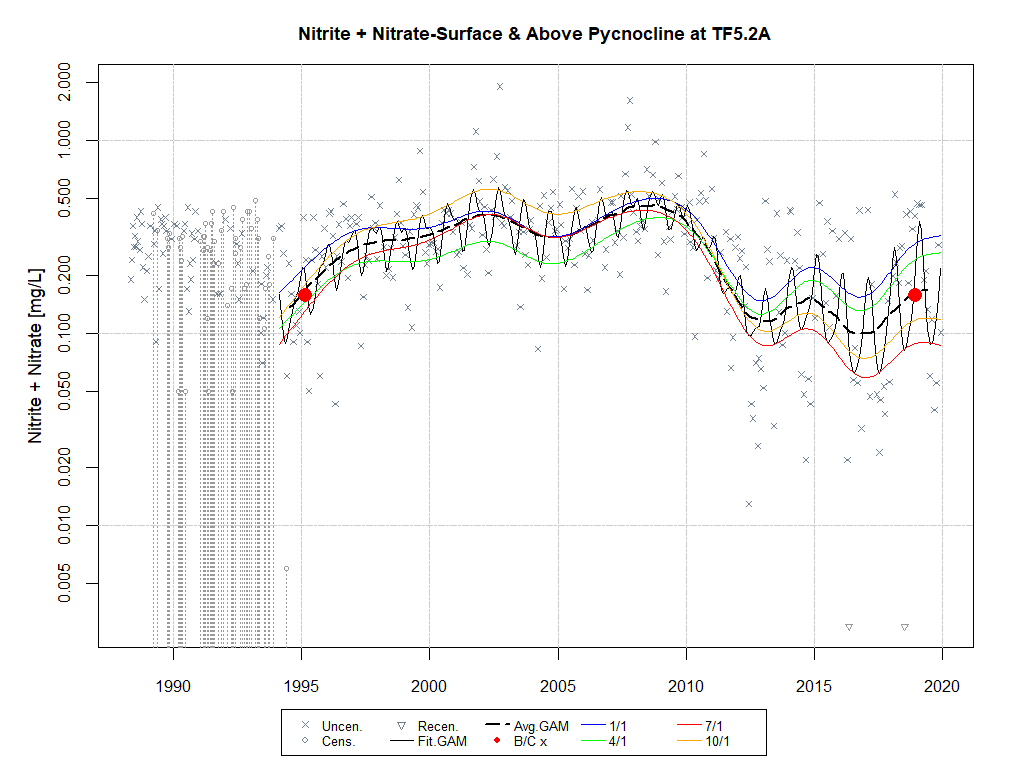 Nitrite + Nitrate-Surface & Above Pycnocline at TF5.2A
Nitrite + Nitrate [mg/L]
2.000
1.000
0.500
0.200
0.100
0.050
0.020
0.010
0.005
1990 1995 2000 2005 2010 2015 2020
Uncen. Recen. Avg.GAM 1/1 7/1
Cens. Fit.GAM B/C x 4/1 10/1